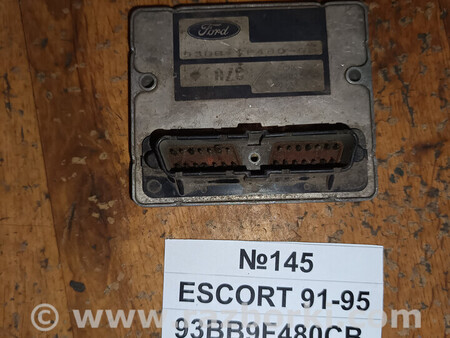 Ford
№145
ESCORT 91-95
93BB9F480CB
www.razborki.com